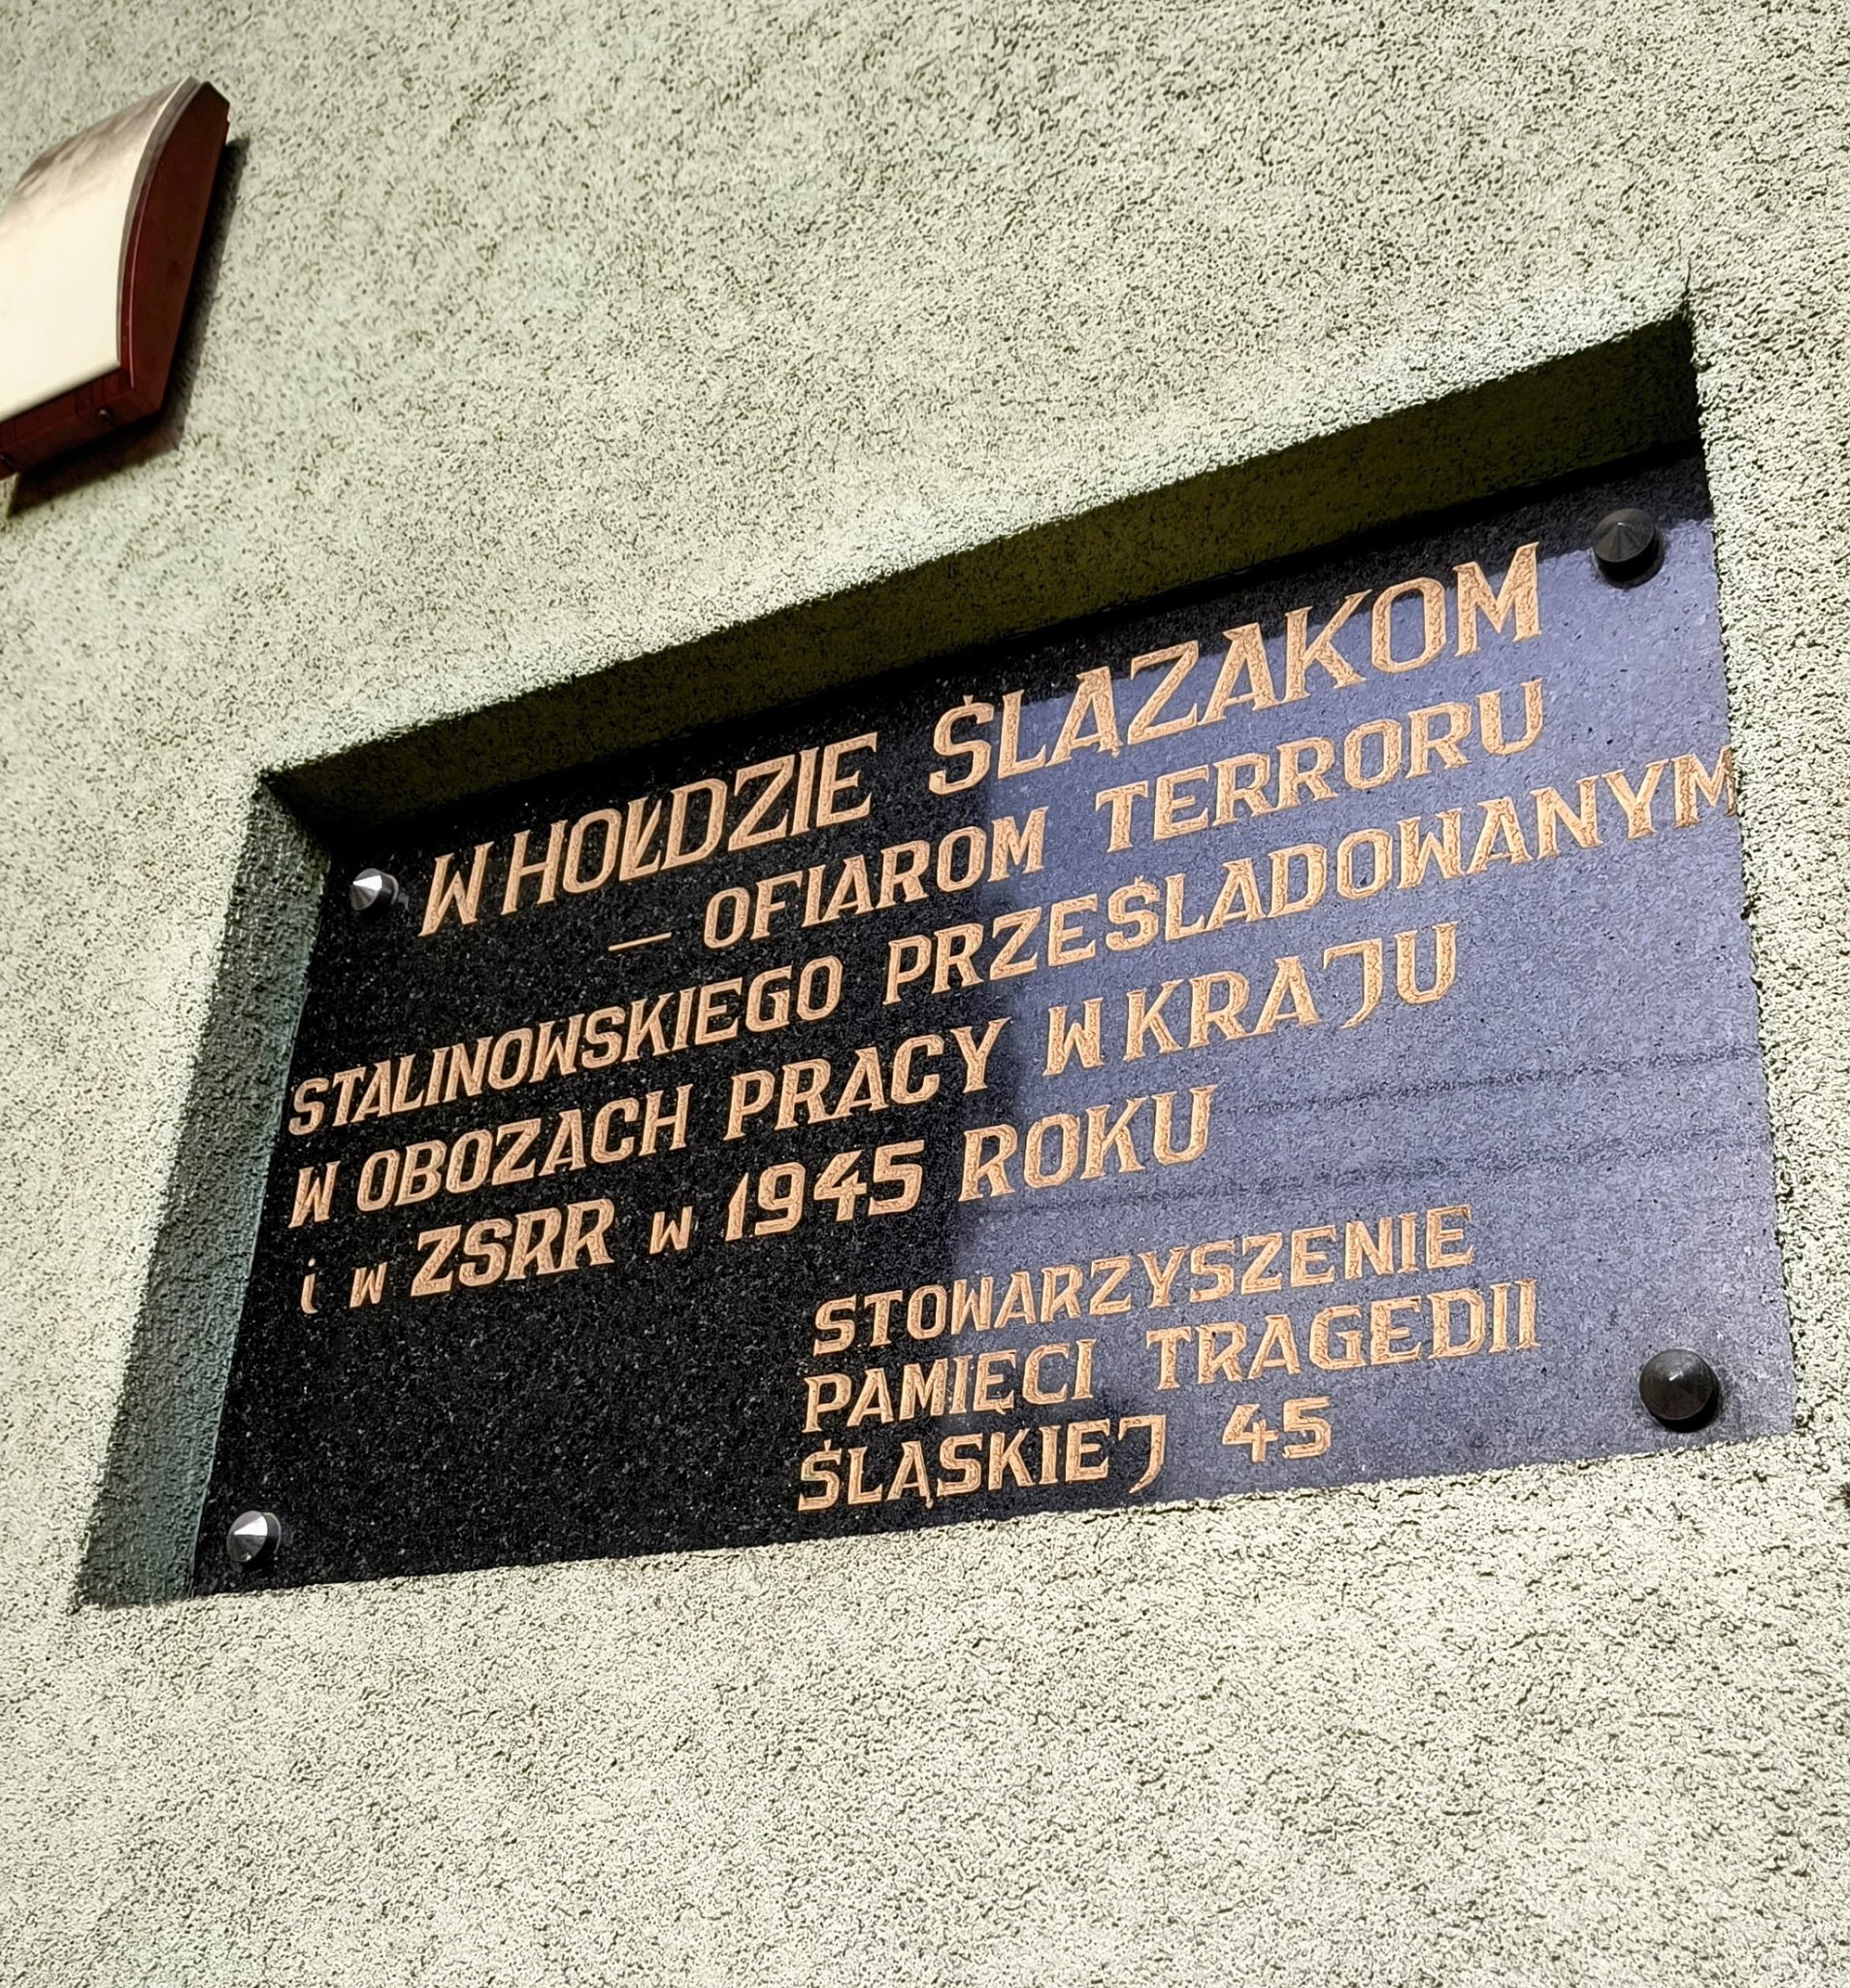 W HOŁDZIE ŚLĄZAKOM
— OFIAROM TERRORU
STALINOWSKIEGO PRZEŚLADOWANYM
W OBOZACH PRACY W KRAJU
i w ZSRR w 1945 ROKU
STOWARZYSZENIE
PAMIĘCI TRAGEDII
ŚLĄSKIEJ 45